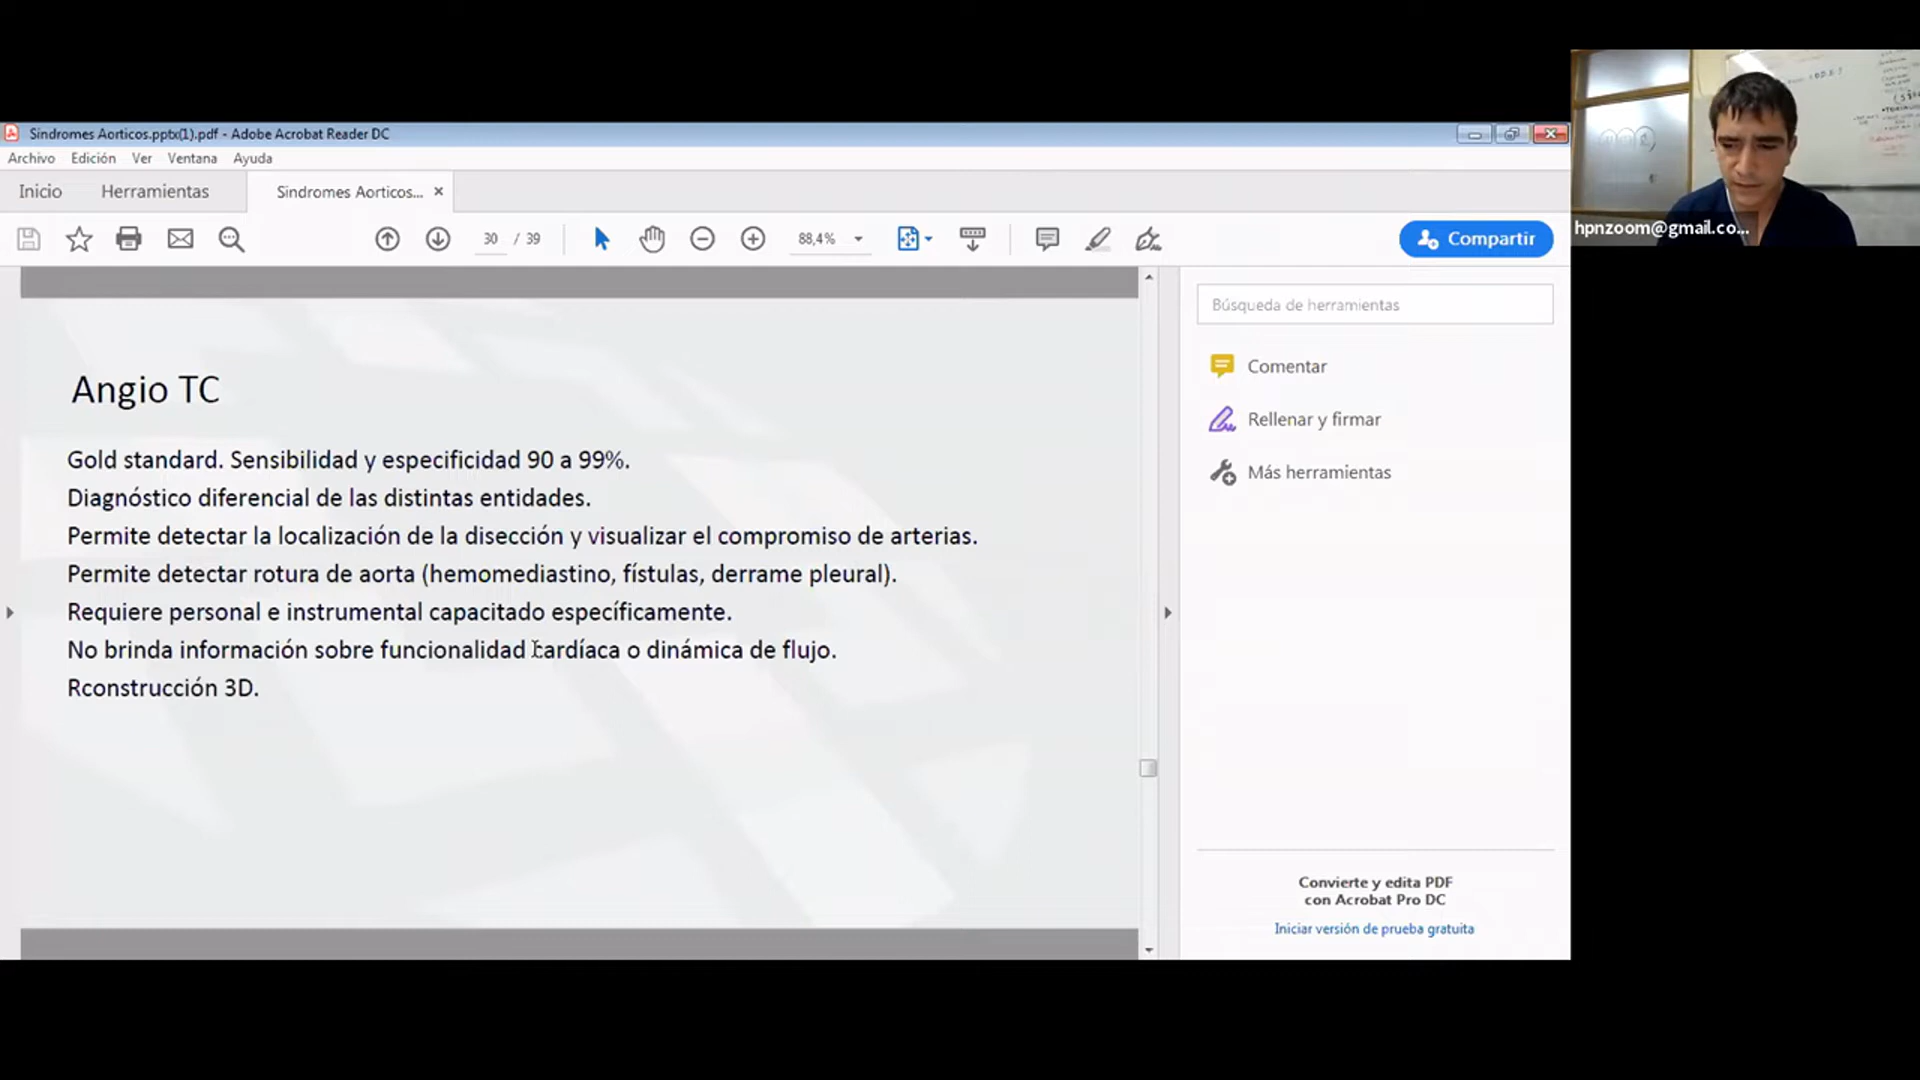 Sindromes Aorticos.pptx(1).pdf - Adobe Acrobat Reader DC
Archivo Edición Ver Ventana Ayuda
Inicio Herramientas Sindromes Aorticos... ×
30 / 39 88,4% Compartir
hpnzoom@gmail.co...
Angio TC
Gold standard. Sensibilidad y especificidad 90 a 99%.
Diagnóstico diferencial de las distintas entidades.
Permite detectar la localización de la disección y visualizar el compromiso de arterias.
Permite detectar rotura de aorta (hemomediastino, fístulas, derrame pleural).
Requiere personal e instrumental capacitado específicamente.
No brinda información sobre funcionalidad cardíaca o dinámica de flujo.
Rconstrucción 3D.
Búsqueda de herramientas
Comentar
Rellenar y firmar
Más herramientas
Convierte y edita PDF
con Acrobat Pro DC
Iniciar versión de prueba gratuita